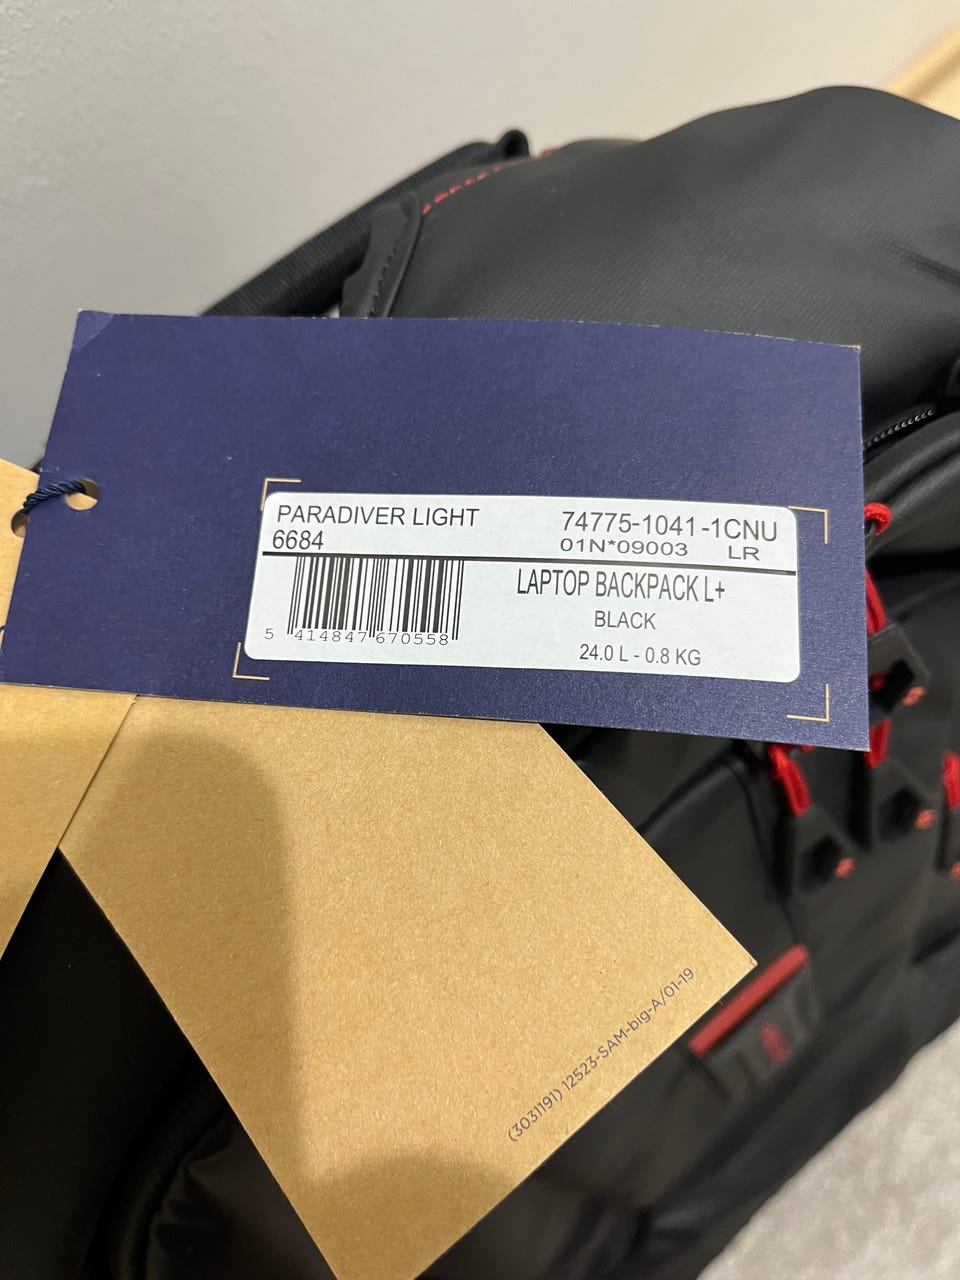 PARADIVER LIGHT
6684
74775-1041-1CNU
01N*09003 LR
LAPTOP BACKPACK L+
BLACK
24.0 L - 0.8 KG
5 414847 670558
(3031191) 12523-SAM-big-A/01-19